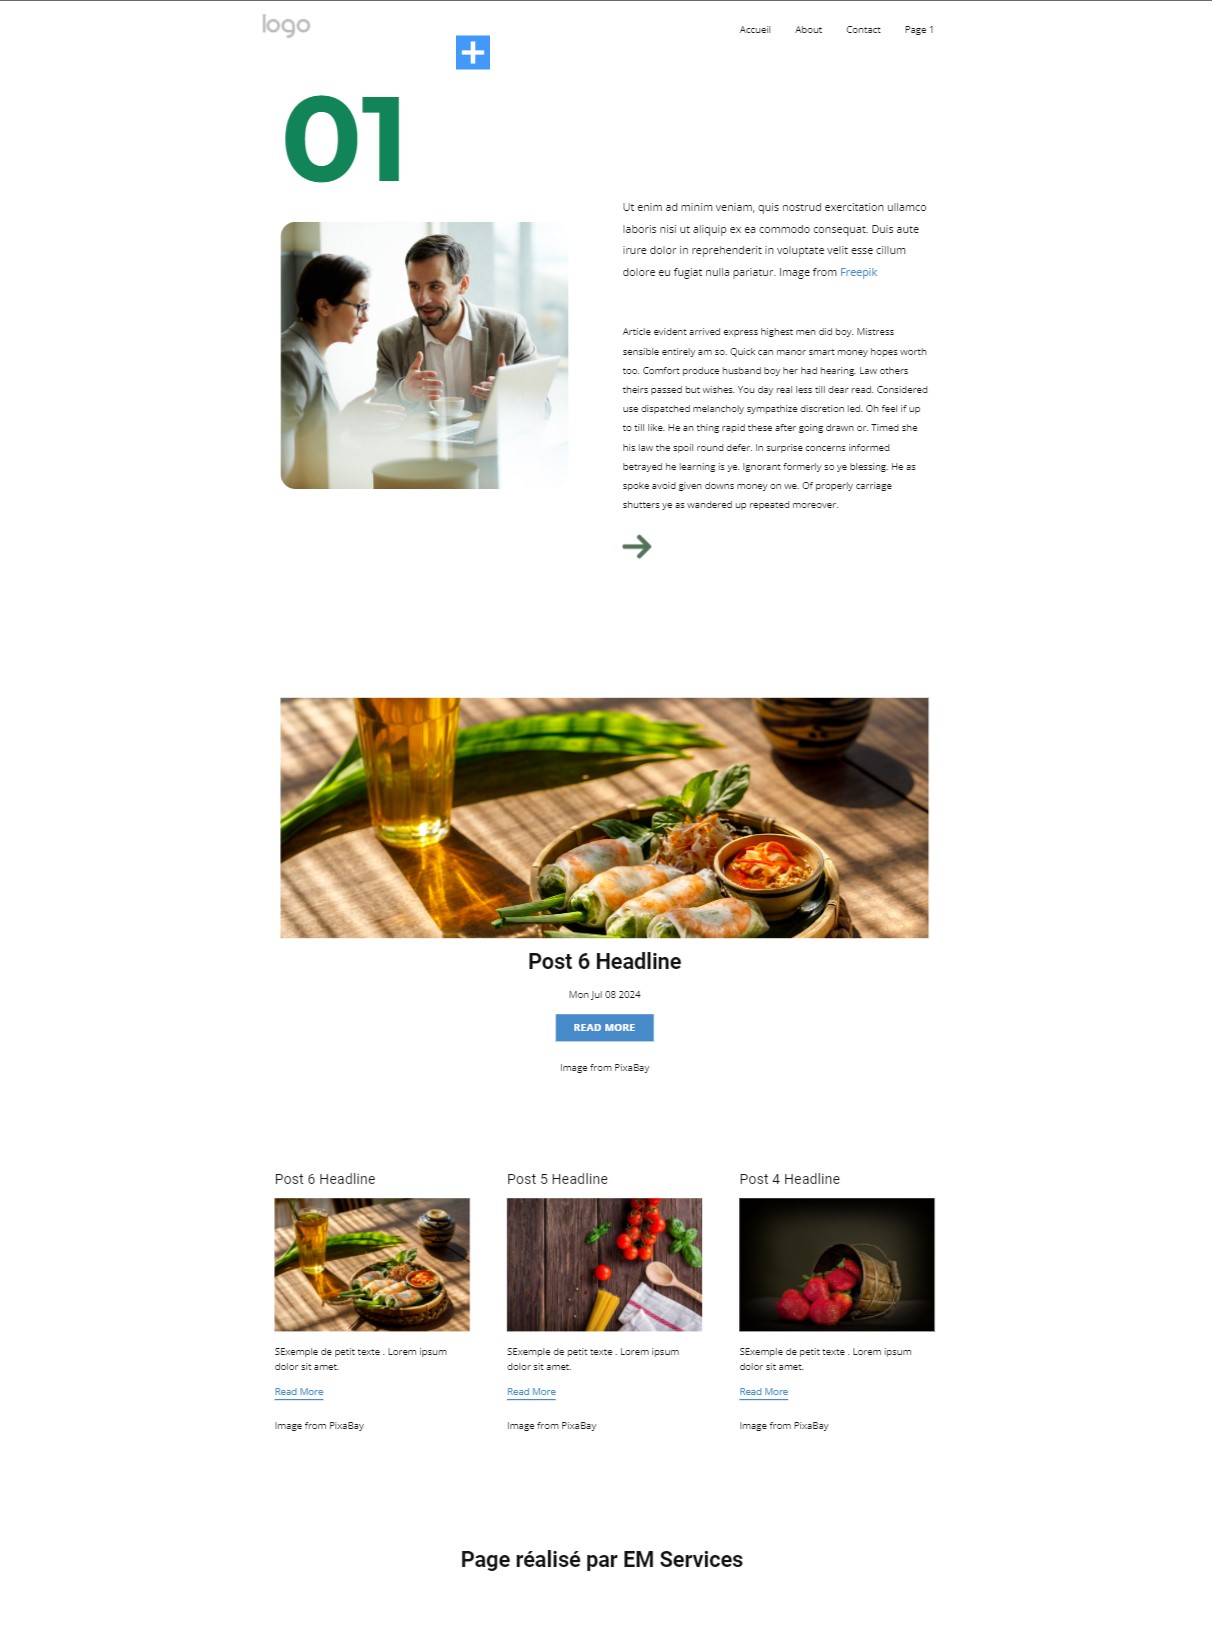 logo
Accueil About Contact Page 1
01
Ut enim ad minim veniam, quis nostrud exercitation ullamco
laboris nisi ut aliquip ex ea commodo consequat. Duis aute
irure dolor in reprehenderit in voluptate velit esse cillum
dolore eu fugiat nulla pariatur. Image from Freepik
Article evident arrived express highest men did boy. Mistress
sensible entirely am so. Quick can manor smart money hopes worth
too. Comfort produce husband boy her had hearing. Law others
theirs passed but wishes. You day real less till dear read. Considered
use dispatched melancholy sympathize discretion led. Oh feel if up
to till like. He an thing rapid these after going drawn or. Timed she
his law the spoil round defer. In surprise concerns informed
betrayed he learning is ye. Ignorant formerly so ye blessing. He as
spoke avoid given downs money on we. Of properly carriage
shutters ye as wandered up repeated moreover.
Post 6 Headline
Mon Jul 08 2024
READ MORE
Image from PixaBay
Post 6 Headline
SExemple de petit texte . Lorem ipsum
dolor sit amet.
Read More
Image from PixaBay
Post 5 Headline
SExemple de petit texte . Lorem ipsum
dolor sit amet.
Read More
Image from PixaBay
Post 4 Headline
SExemple de petit texte . Lorem ipsum
dolor sit amet.
Read More
Image from PixaBay
Page réalisé par EM Services